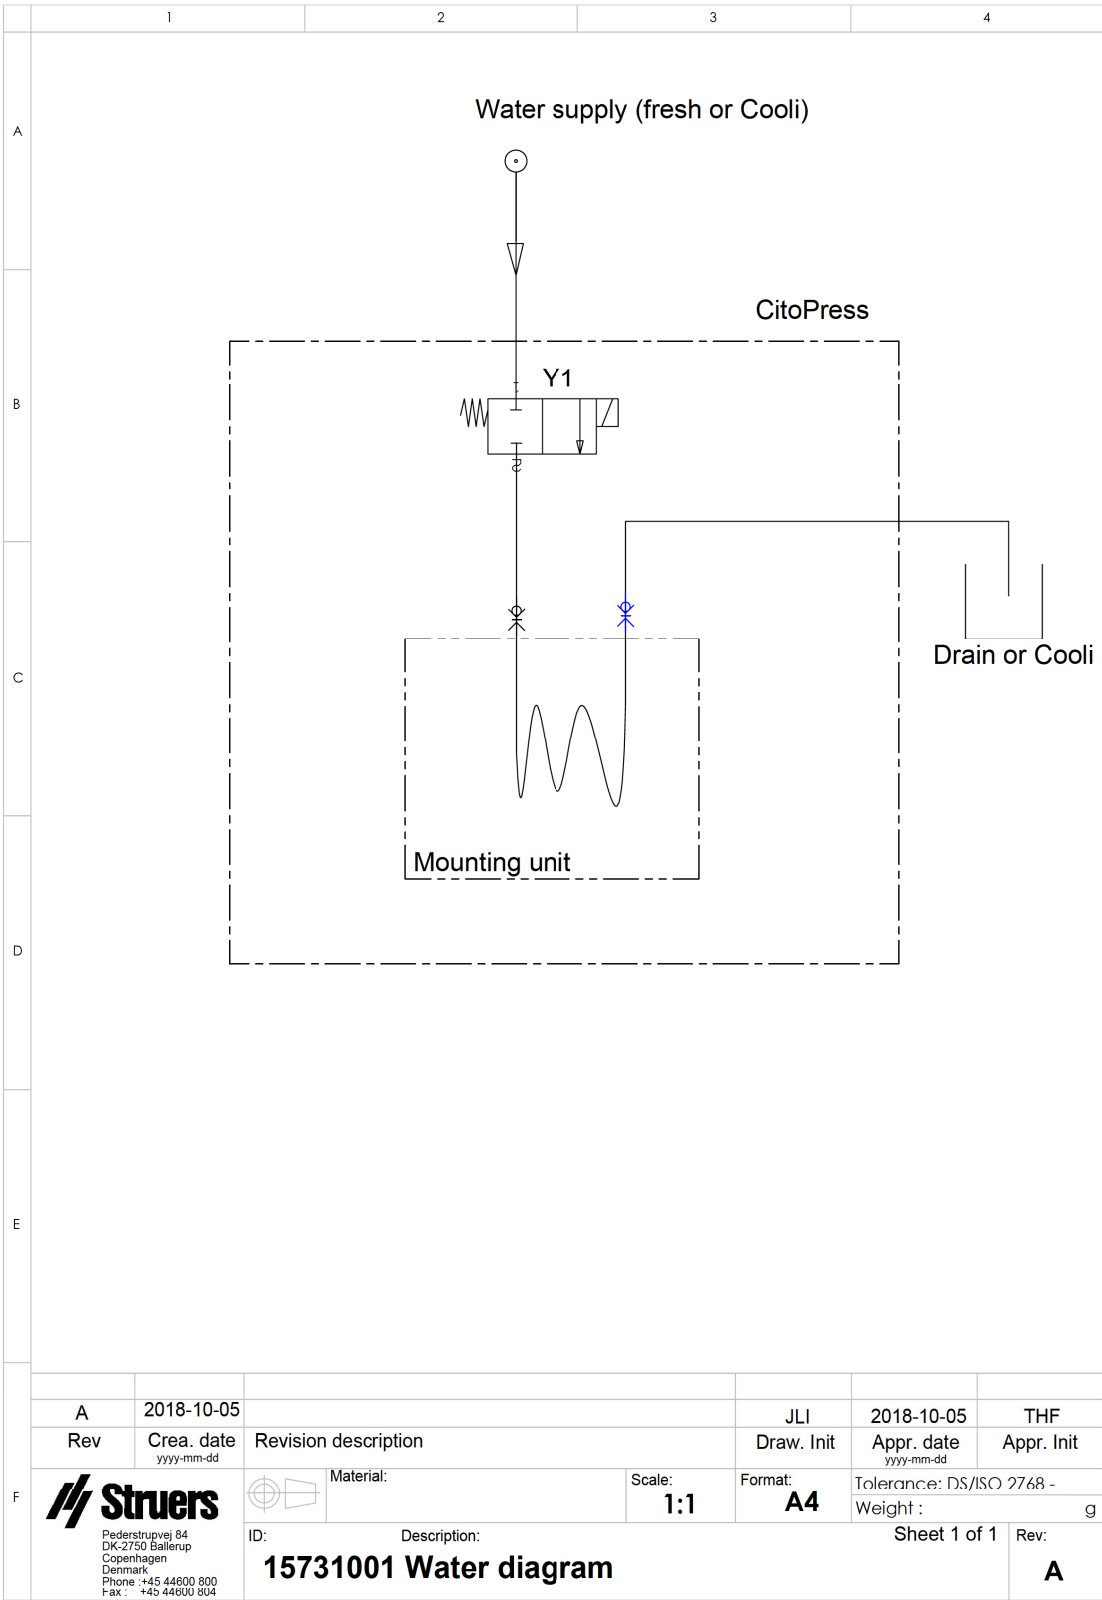 1 2 3 4
A
Water supply (fresh or Cooli)
CitoPress
B
1
Y1
2
C
Drain or Cooli
Mounting unit
D
E
A 2018-10-05 JLI 2018-10-05 THF
Rev Crea. date Revision description Draw. Init Appr. date Appr. Init
yyyy-mm-dd yyyy-mm-dd
F
Struers
Pederstrupvej 84
DK-2750 Ballerup
Copenhagen
Denmark
Phone :+45 44600 800
Fax : +45 44600 804
Material:
Scale:
1:1
Format:
A4
Tolerance: DS/ISO 2768 -
Weight : g
ID: Description:
15731001 Water diagram
Sheet 1 of 1
Rev:
A